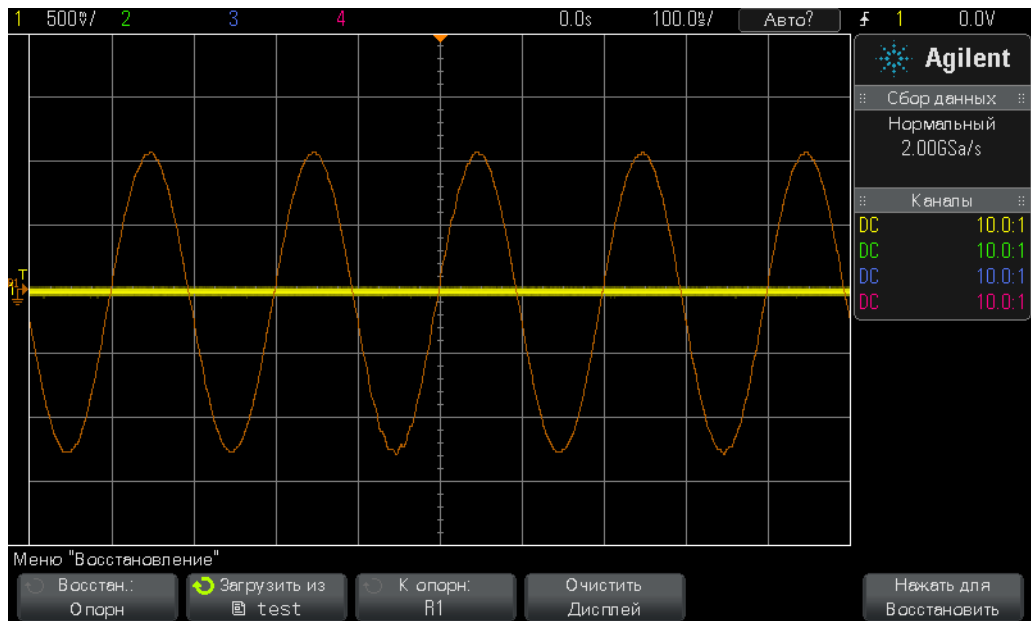 1 500mV/ 2 3 4 0.0s 100.0ns/ Авто? 1 0.0V
Agilent
Сбор данных
Нормальный
2.00GSa/s
Каналы
DC 10.0:1
DC 10.0:1
DC 10.0:1
DC 10.0:1
T
Меню "Восстановление"
Восстан.:
Опорн
Загрузить из
test
К опорн:
R1
Очистить
Дисплей
Нажать для
Восстановить